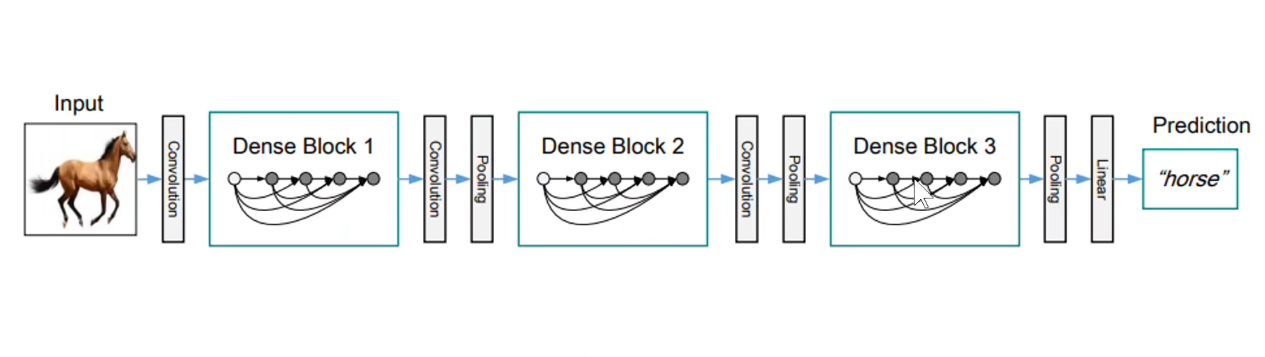 Input
Convolution
Dense Block 1
Convolution
Pooling
Dense Block 2
Convolution
Pooling
Dense Block 3
Pooling
Linear
Prediction
“horse”